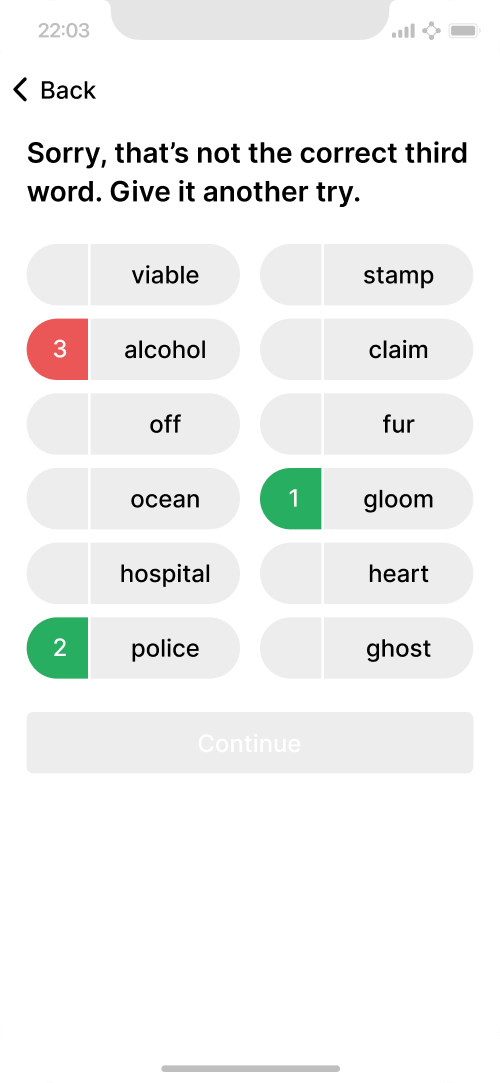 22:03
Back
Sorry, that’s not the correct third
word. Give it another try.
viable
stamp
3 alcohol
claim
off
fur
ocean
1 gloom
hospital
heart
2 police
ghost
Continue